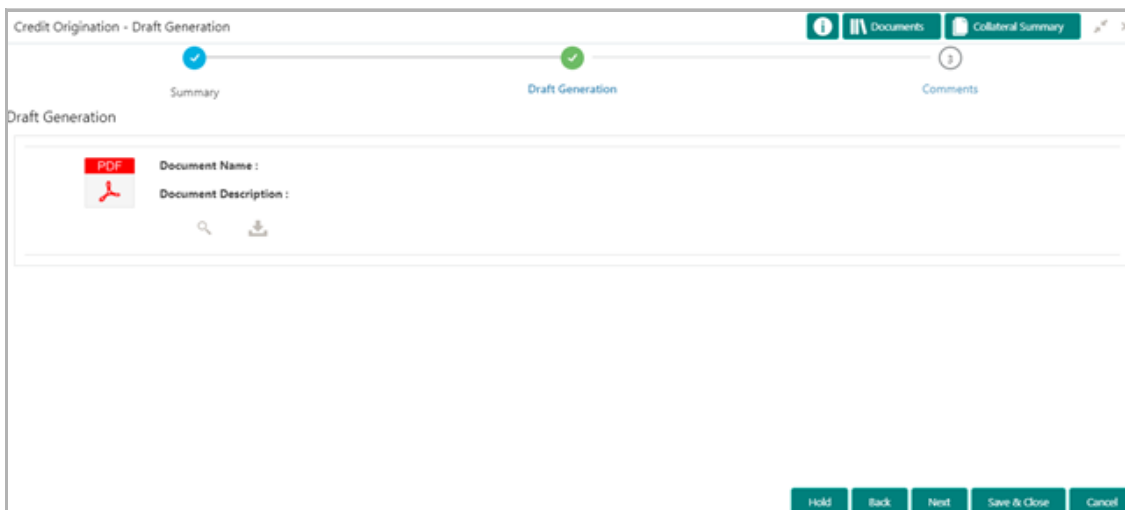 Credit Origination - Draft Generation
i Documents Collateral Summary
Summary
Draft Generation
3
Comments
Draft Generation
PDF
Document Name :
Document Description :
Hold Back Next Save & Close Cancel